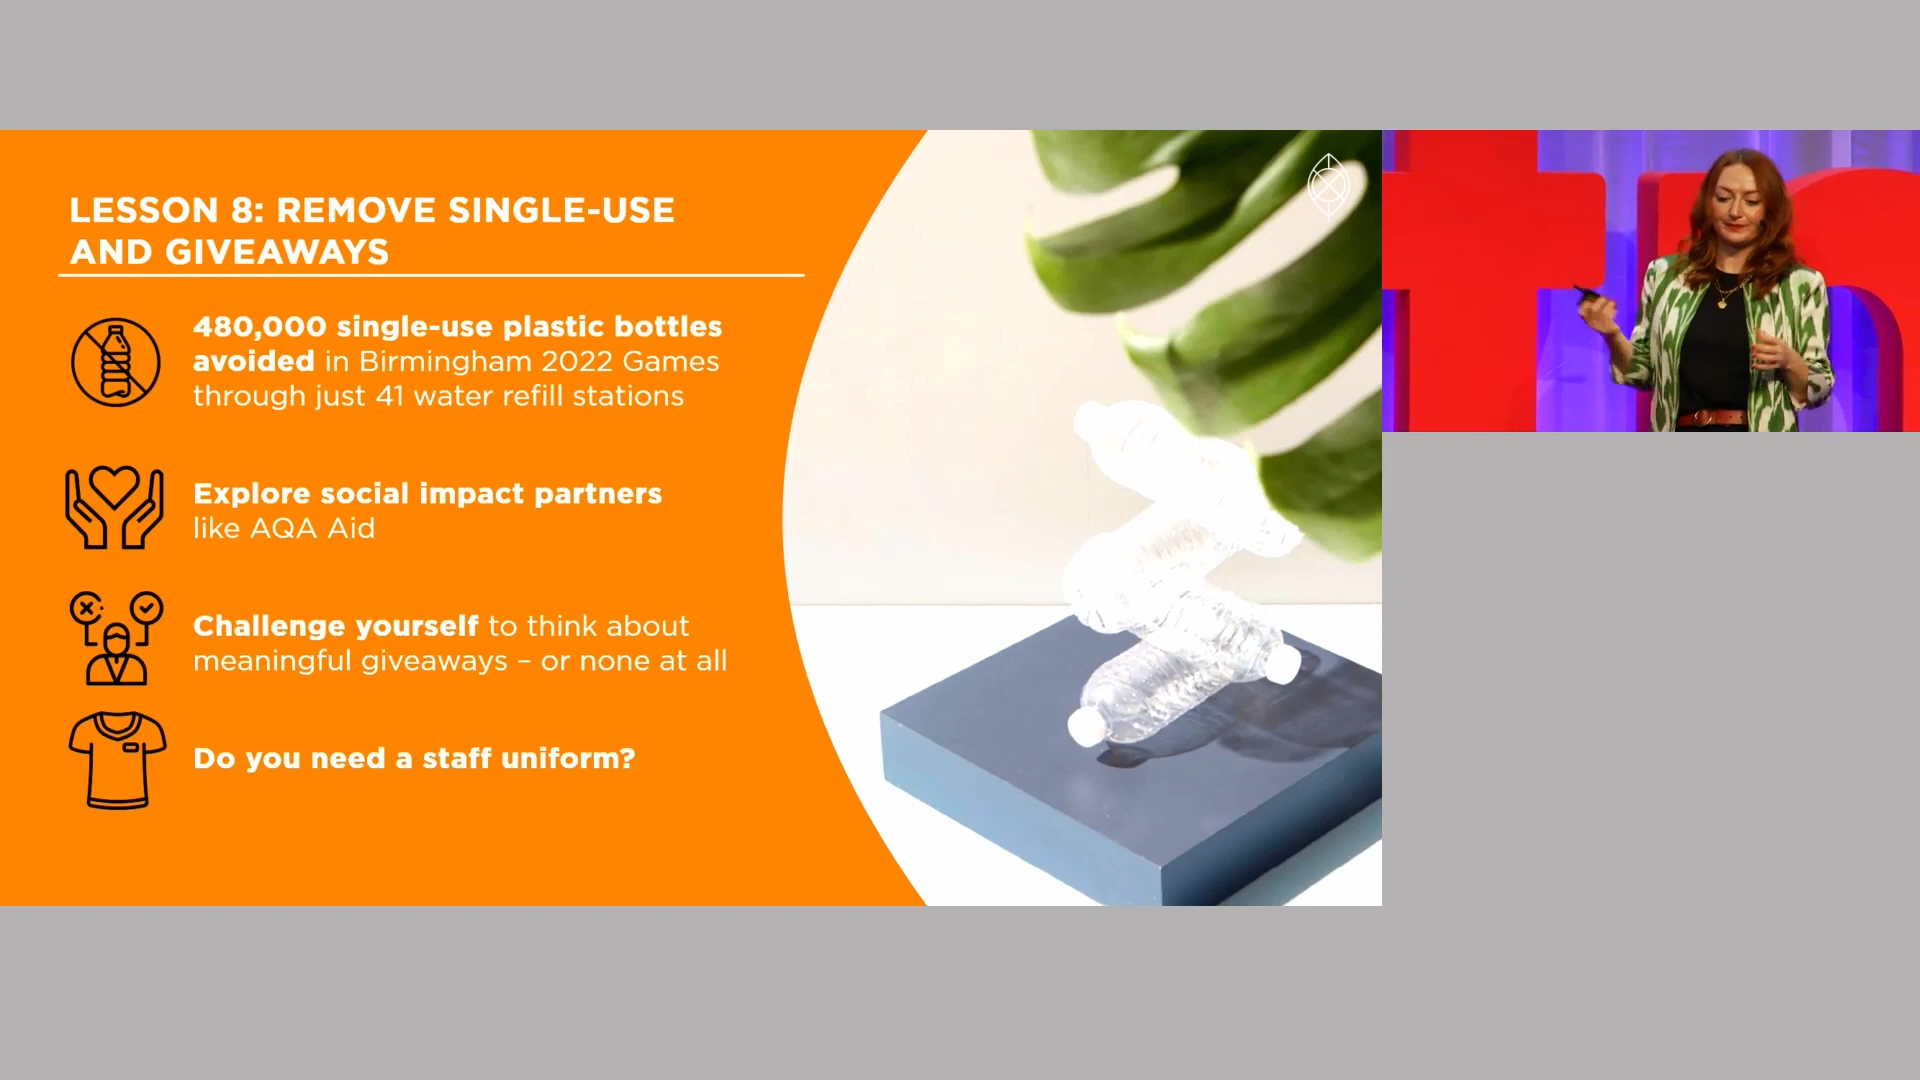 LESSON 8: REMOVE SINGLE-USE
AND GIVEAWAYS
480,000 single-use plastic bottles
avoided in Birmingham 2022 Games
through just 41 water refill stations
Explore social impact partners
like AQA Aid
Challenge yourself to think about
meaningful giveaways – or none at all
Do you need a staff uniform?